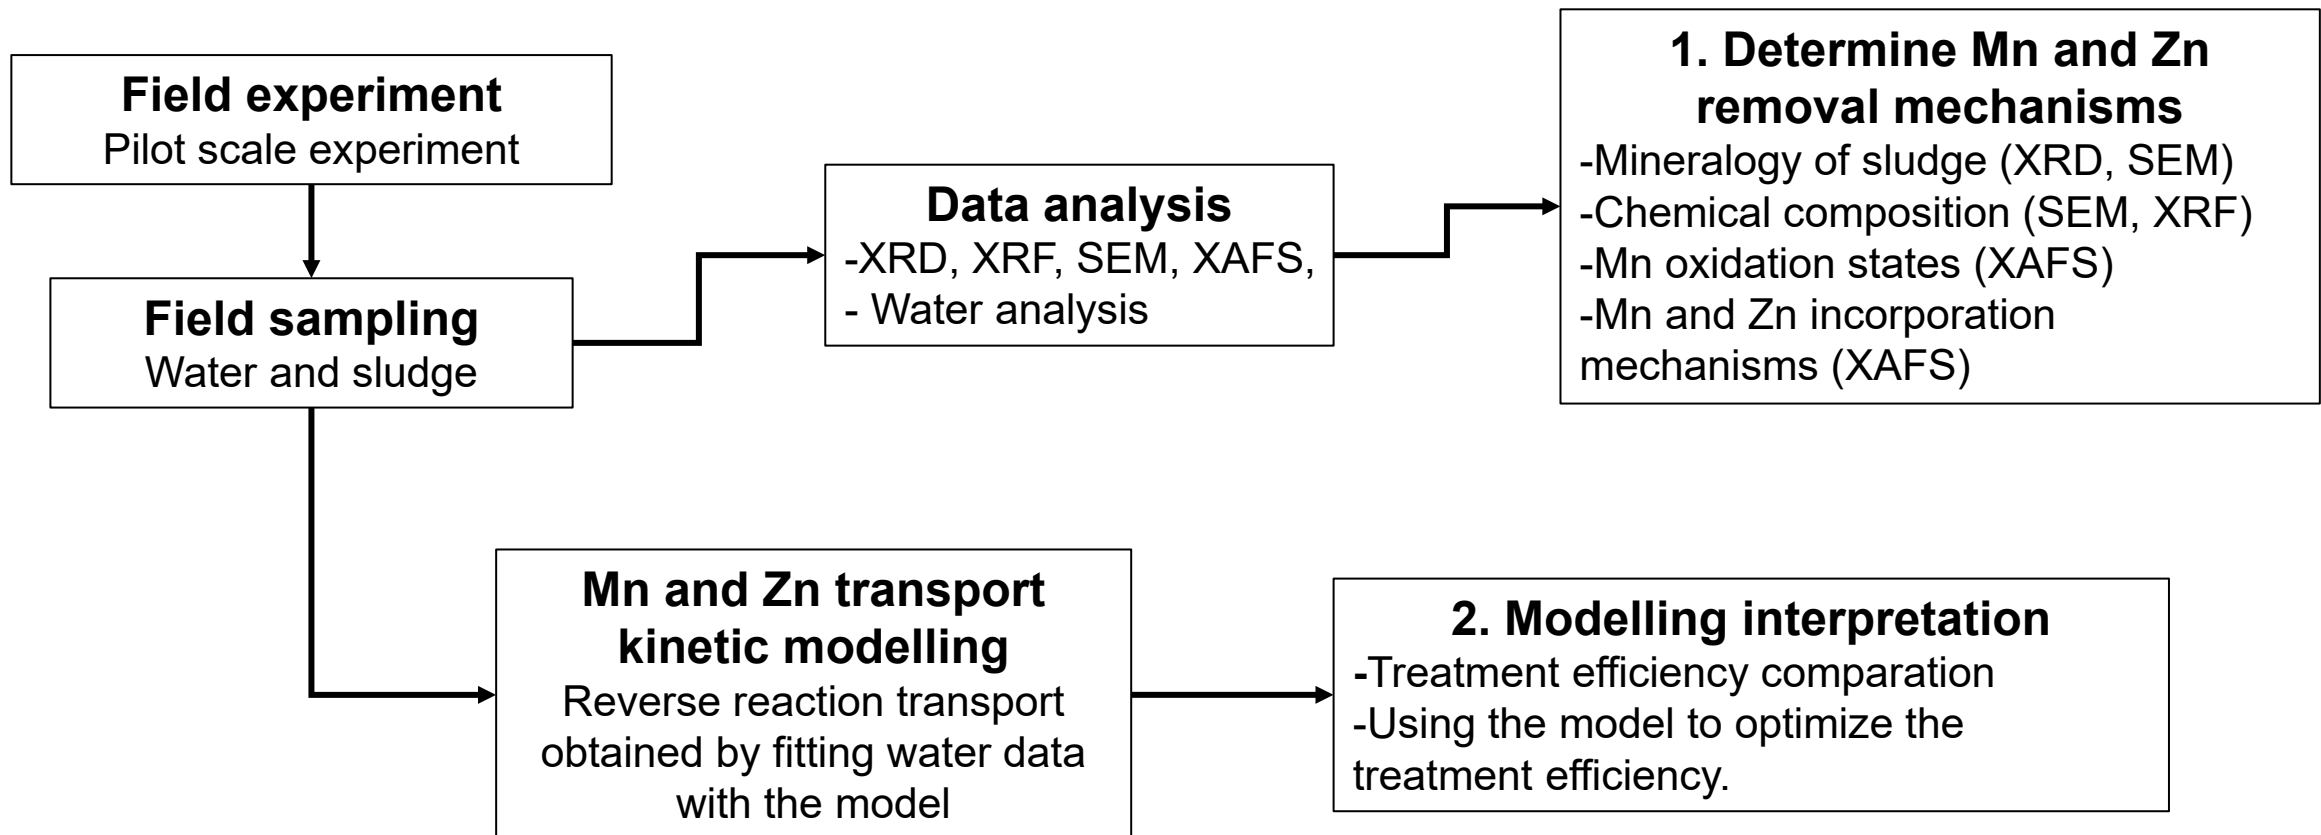 Field experiment
Pilot scale experiment
Field sampling
Water and sludge
Data analysis
-XRD, XRF, SEM, XAFS,
- Water analysis
1. Determine Mn and Zn
removal mechanisms
-Mineralogy of sludge (XRD, SEM)
-Chemical composition (SEM, XRF)
-Mn oxidation states (XAFS)
-Mn and Zn incorporation
mechanisms (XAFS)
Mn and Zn transport
kinetic modelling
Reverse reaction transport
obtained by fitting water data
with the model
2. Modelling interpretation
-Treatment efficiency comparation
-Using the model to optimize the
treatment efficiency.